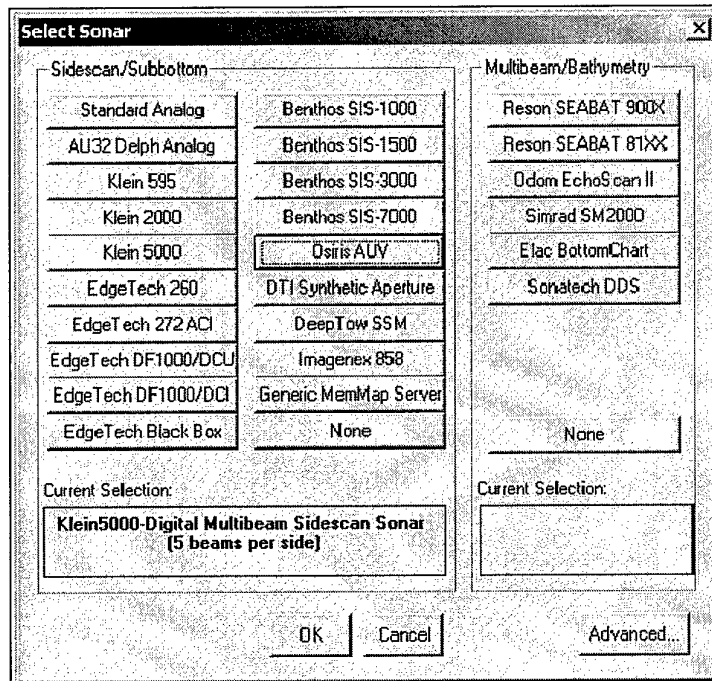 Select Sonar
Sidescan/Subbottom
Standard Analog
AU32 Delph Analog
Klein 595
Klein 2000
Klein 5000
EdgeTech 260
EdgeTech 272 ACI
EdgeTech DF1000/DCU
EdgeTech DF1000/DCI
EdgeTech Black Box
Benthos SIS-1000
Benthos SIS-1500
Benthos SIS-3000
Benthos SIS-7000
Osiris AUV
DTI Synthetic Aperture
DeepTow SSM
Imagenex 858
Generic MemMap Server
None
Current Selection:
Klein5000-Digital Multibeam Sidescan Sonar
(5 beams per side)
Multibeam/Bathymetry
Reson SEABAT 900X
Reson SEABAT 81XX
Odom EchoScan II
Simrad SM2000
Elac BottomChart
Sonatech DDS
None
Current Selection:
OK
Cancel
Advanced...